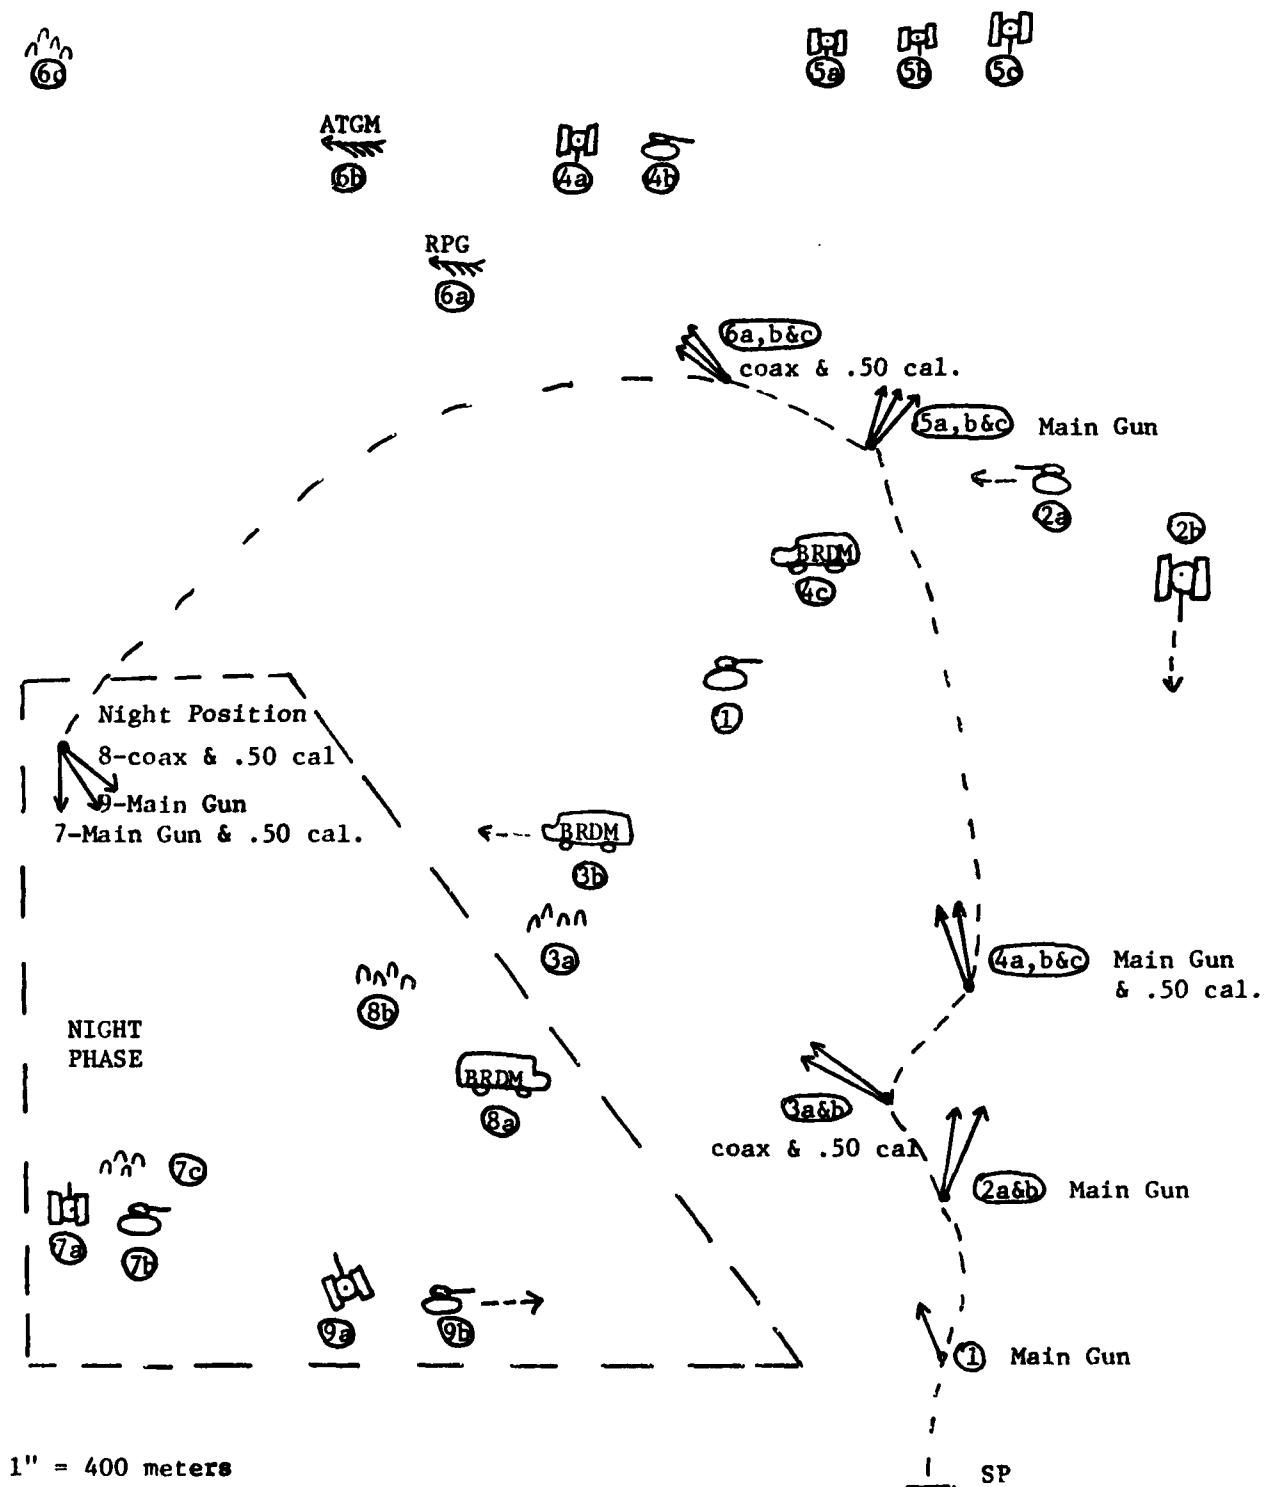 6c
5a
5b
5c
ATGM
6b
4a
4b
RPG
6a
6a,b&c
coax & .50 cal.
5a,b&c Main Gun
2a
2b
BRDM
4c
1
Night Position
8-coax & .50 cal
9-Main Gun
7-Main Gun & .50 cal.
BRDM
3b
3a
8b
4a,b&c Main Gun
& .50 cal.
NIGHT
PHASE
BRDM
8a
3a&b
coax & .50 cal
2a&b Main Gun
7c
7a
7b
9a
9b
1 Main Gun
1" = 400 meters
SP